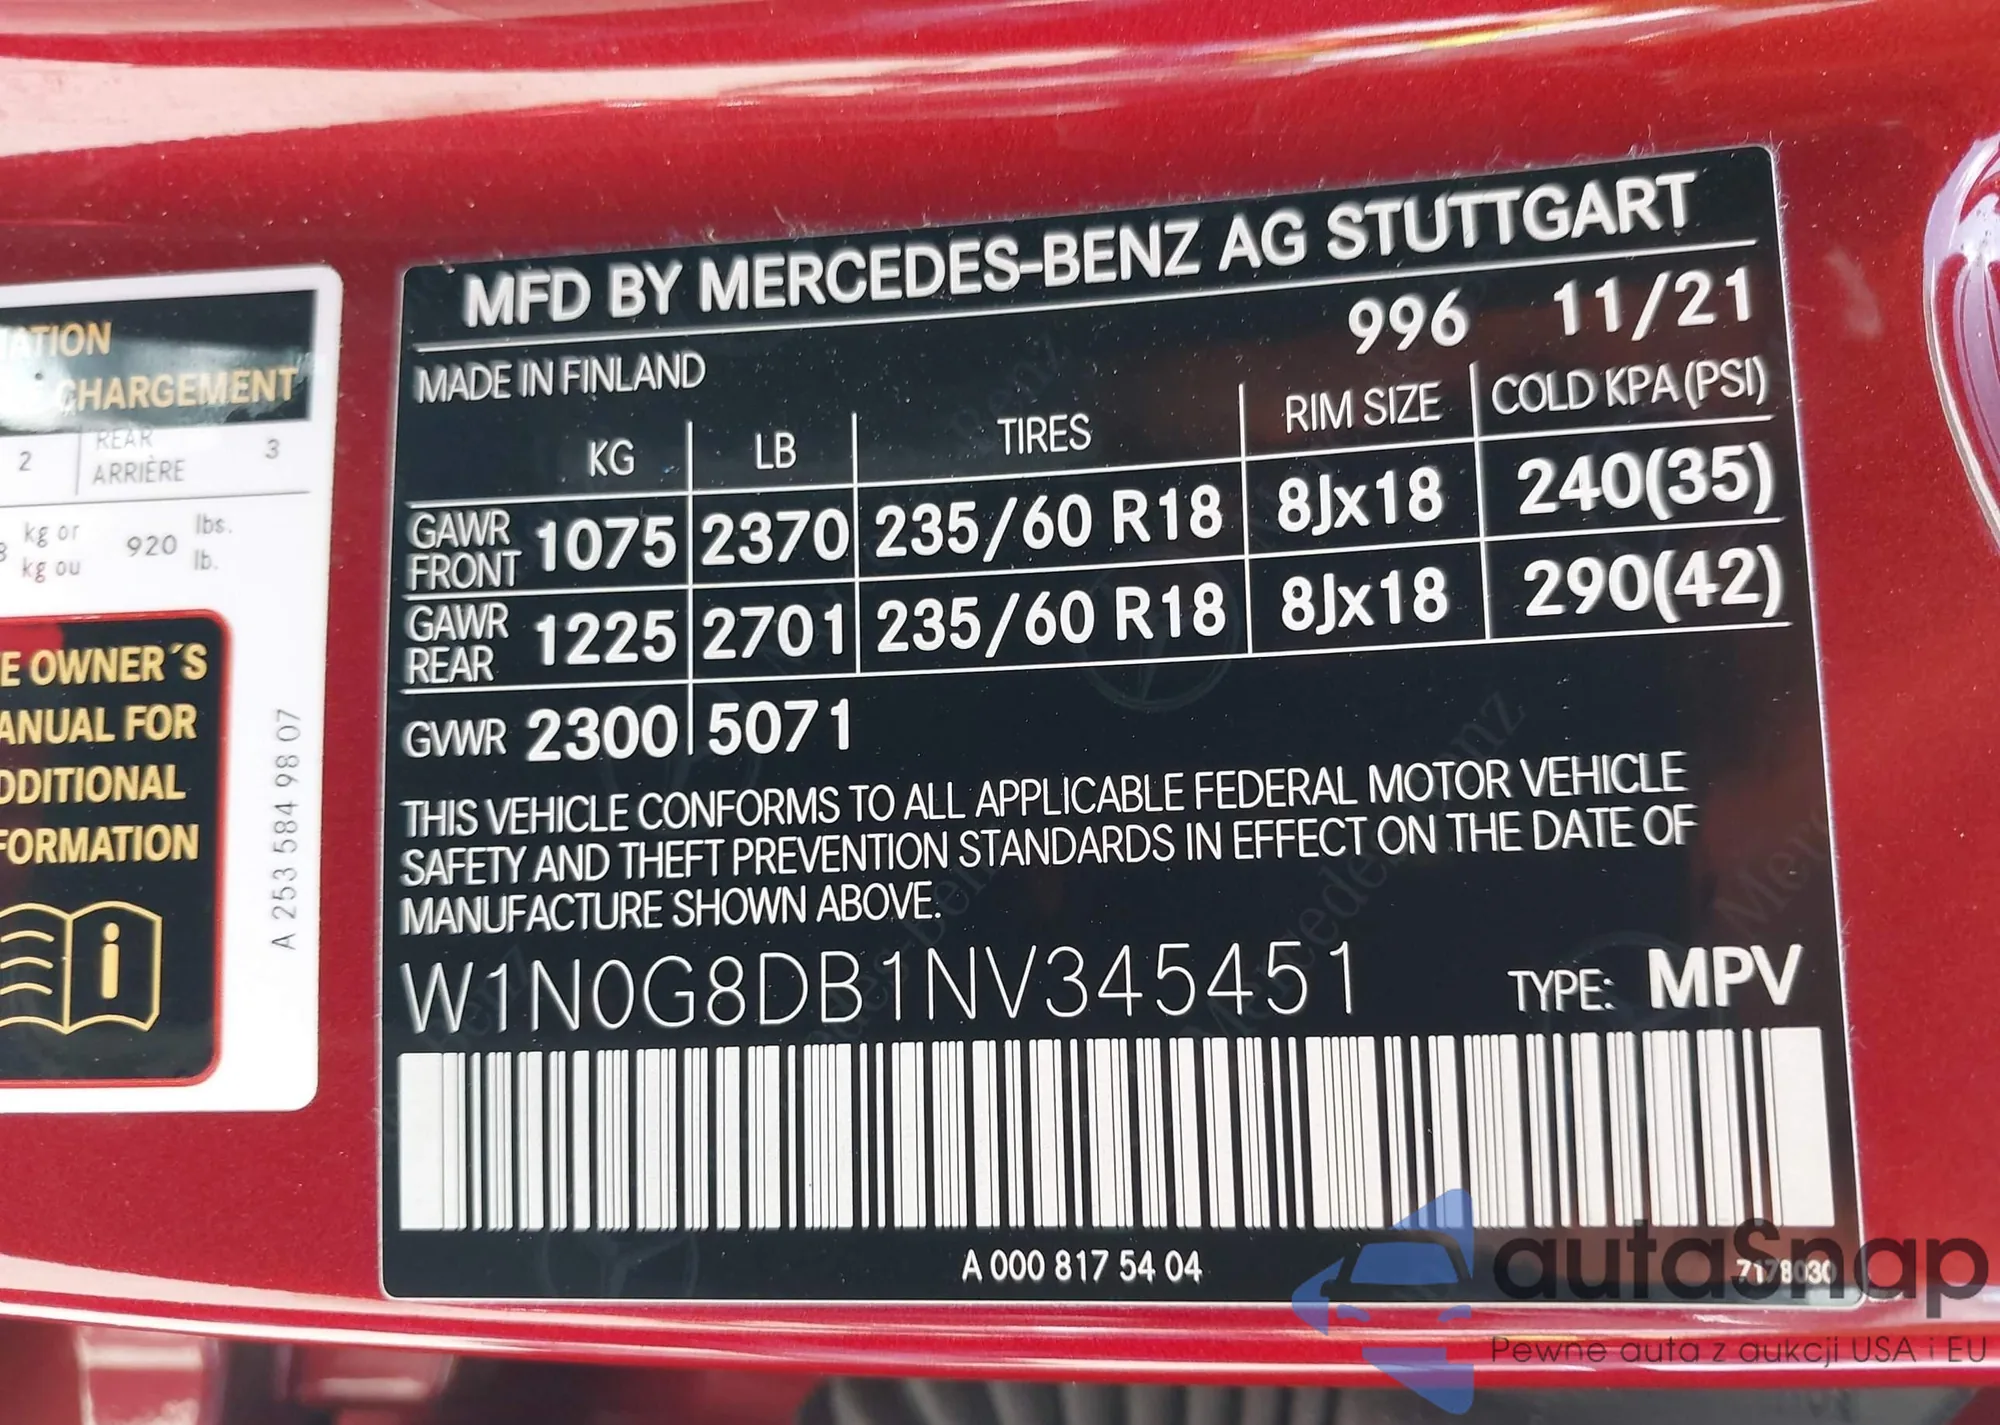 MFD BY MERCEDES-BENZ AG STUTTGART
996 11/21
MADE IN FINLAND
KG LB TIRES RIM SIZE COLD KPA (PSI)
GAWR FRONT 1075 2370 235/60 R18 8Jx18 240(35)
GAWR REAR 1225 2701 235/60 R18 8Jx18 290(42)
GVWR 2300 5071
THIS VEHICLE CONFORMS TO ALL APPLICABLE FEDERAL MOTOR VEHICLE
SAFETY AND THEFT PREVENTION STANDARDS IN EFFECT ON THE DATE OF
MANUFACTURE SHOWN ABOVE.
W1N0G8DB1NV345451 TYPE: MPV
A 000 817 54 04 7178030
CHARGEMENT
2 REAR 3
ARRIÈRE
kg or 920 lbs.
kg ou lb.
OWNER´S
FOR
A 253 584 98 07
autaSnap
Pewne auta z aukcji USA i EU